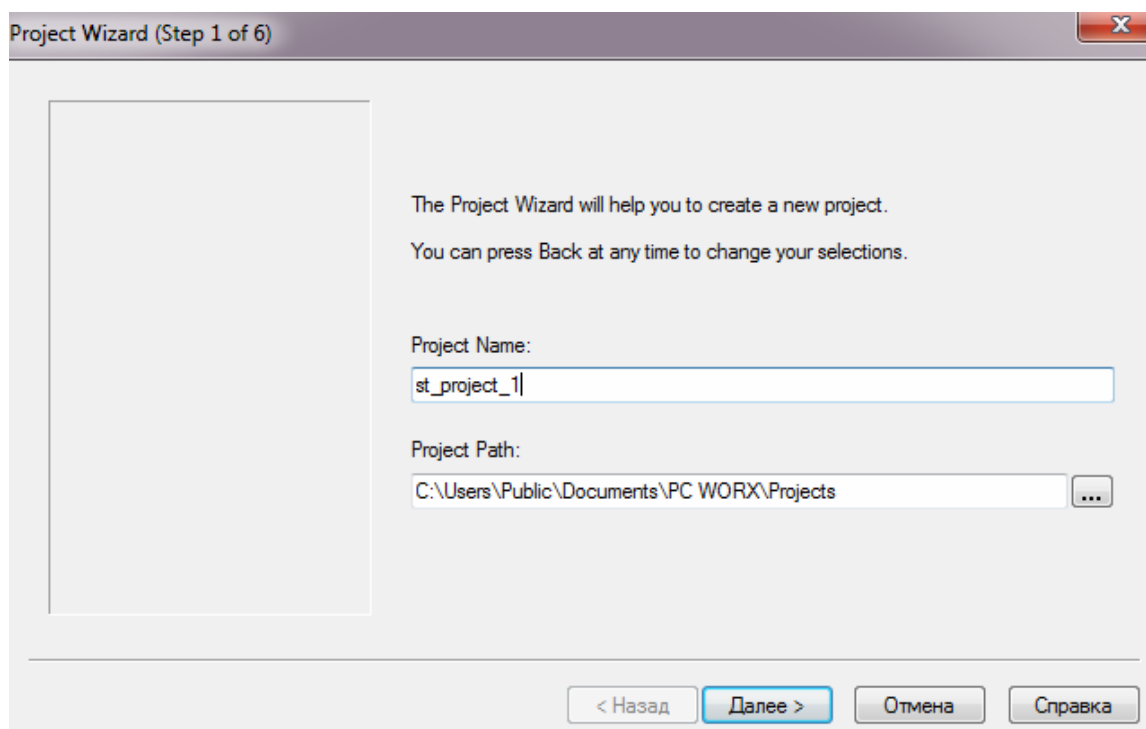 Project Wizard (Step 1 of 6)
The Project Wizard will help you to create a new project.
You can press Back at any time to change your selections.
Project Name:
st_project_1
Project Path:
C:\Users\Public\Documents\PC WORX\Projects
...
< Назад
Далее >
Отмена
Справка